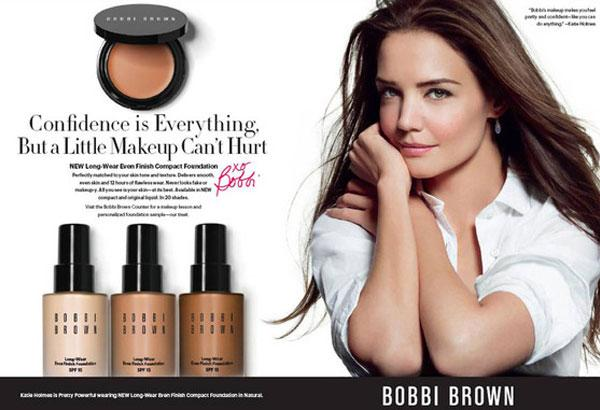 BOBBI BROWN
"Bobbi's makeup makes you feel
pretty and confident—like you can
do anything." —Katie Holmes
Confidence is Everything,
But a Little Makeup Can't Hurt
NEW Long-Wear Even Finish Compact Foundation
Perfectly matched to your skin tone and texture. Delivers smooth,
even skin and 12 hours of flawless wear. Never looks fake or
makeup-y. All you see is your skin—at its best. Available in NEW
compact and original liquid. In 20 shades.
Visit the Bobbi Brown Counter for a makeup lesson and
personalized foundation sample—our treat.
xo
Bobbi
BOBBI
BROWN
Long-Wear
Even Finish Foundation
SPF 15
BOBBI
BROWN
Long-Wear
Even Finish Foundation
SPF 15
BOBBI
BROWN
Long-Wear
Even Finish Foundation
SPF 15
Katie Holmes is Pretty Powerful wearing NEW Long-Wear Even Finish Compact Foundation in Natural.
BOBBI BROWN